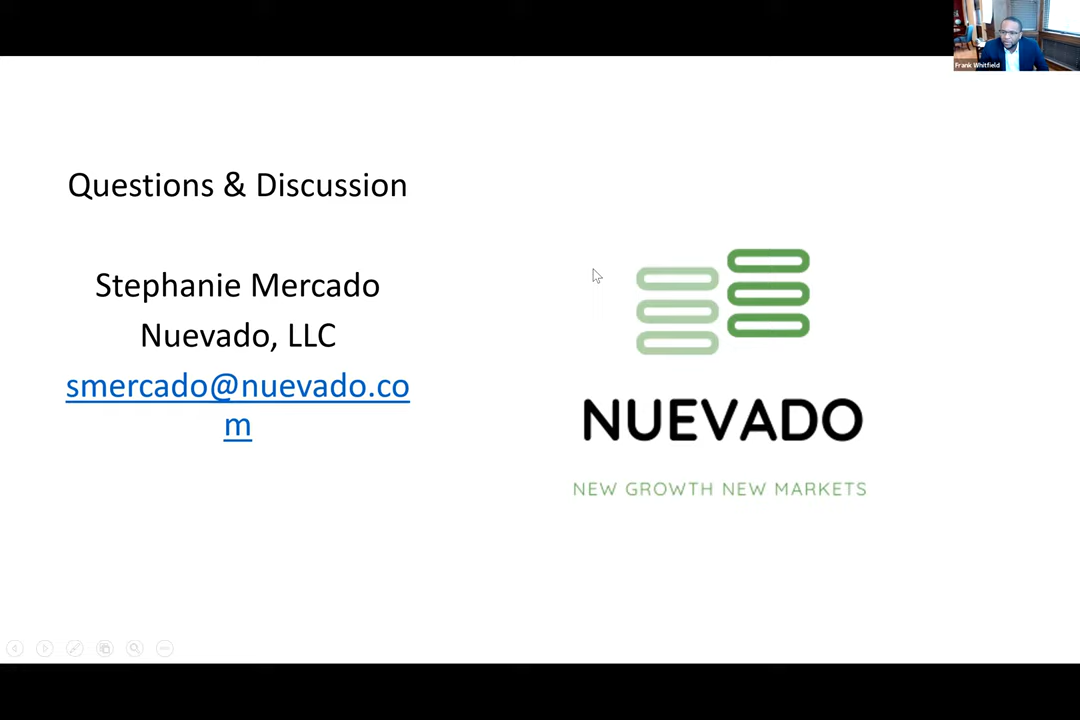 Frank Whitfield
Questions & Discussion
Stephanie Mercado
Nuevado, LLC
smercado@nuevado.co
m
NUEVADO
NEW GROWTH NEW MARKETS